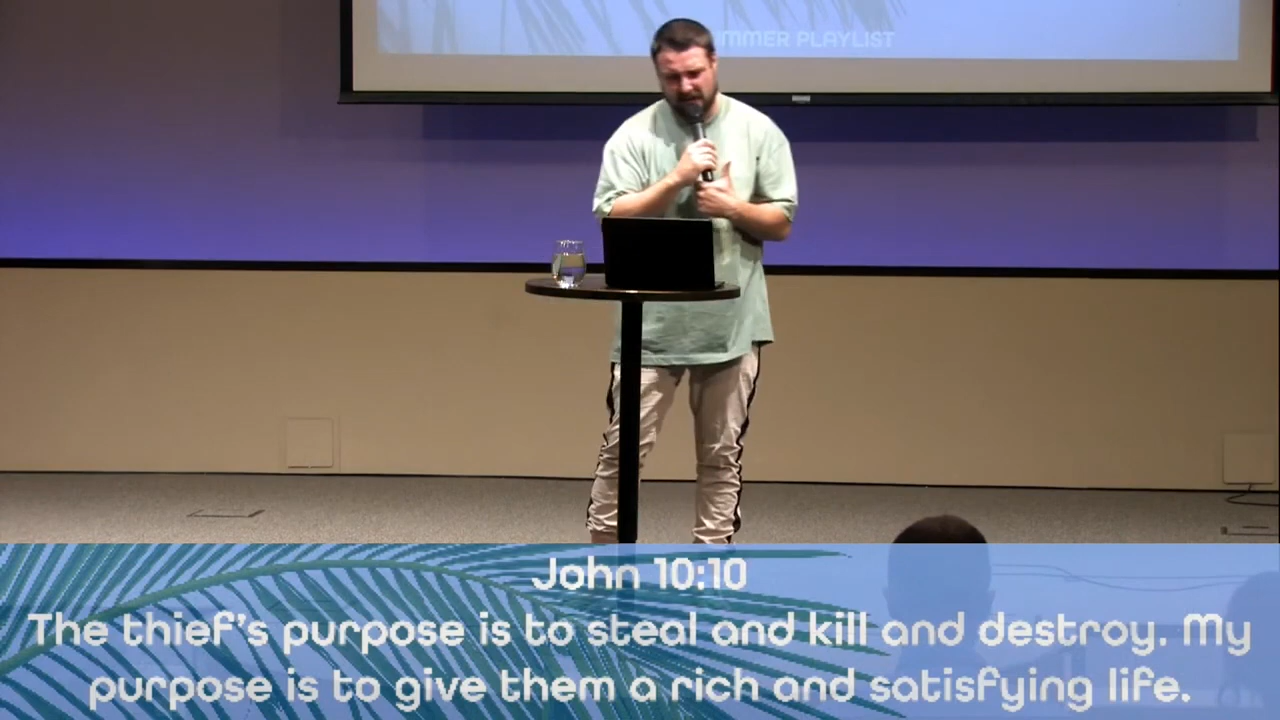 UMMER PLAYLIST
John 10:10
The thief's purpose is to steal and kill and destroy. My
purpose is to give them a rich and satisfying life.